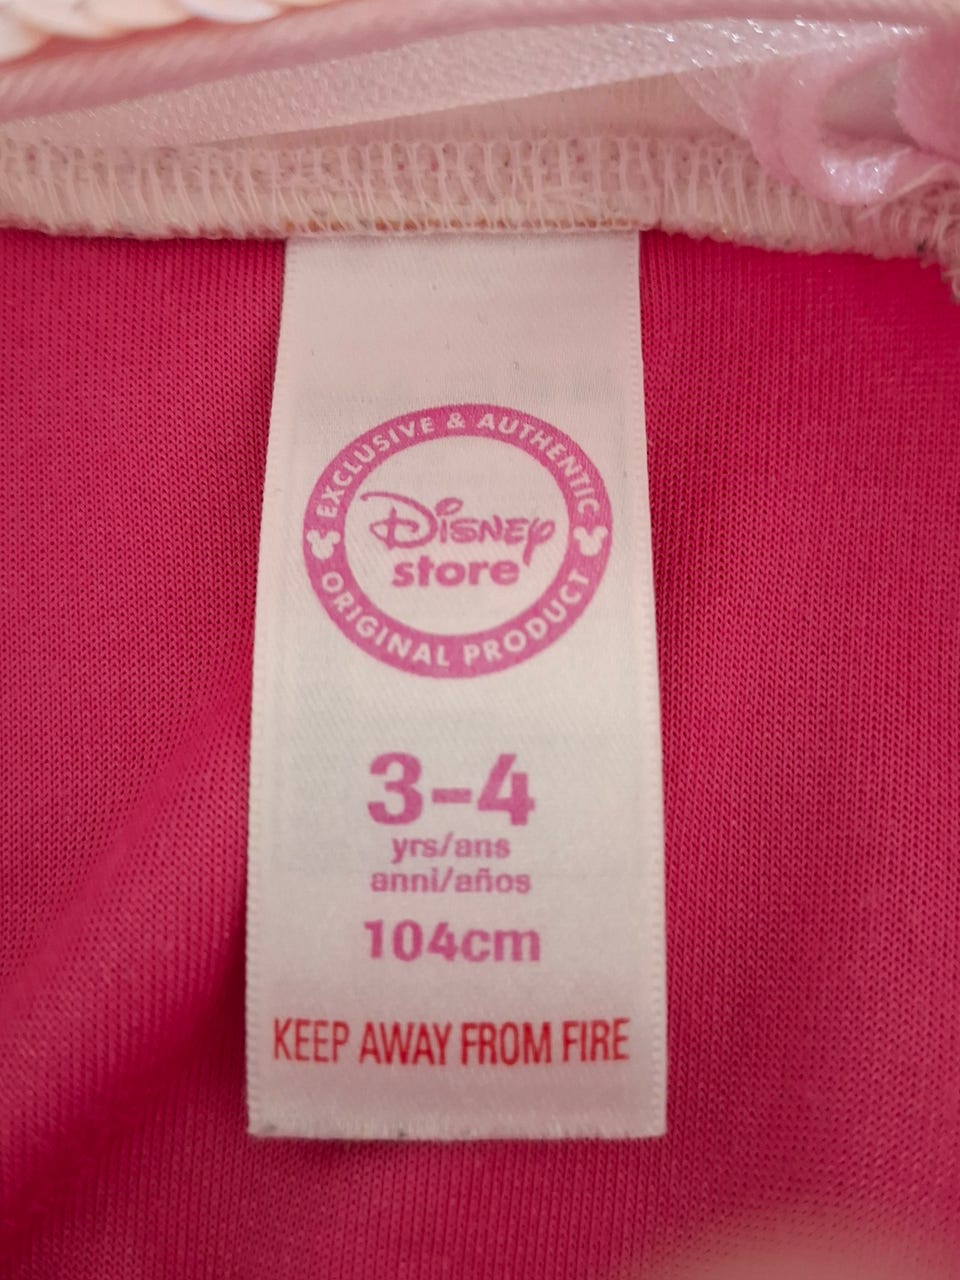 EXCLUSIVE & AUTHENTIC
Disney
store
ORIGINAL PRODUCT
3-4
yrs/ans
anni/años
104cm
KEEP AWAY FROM FIRE